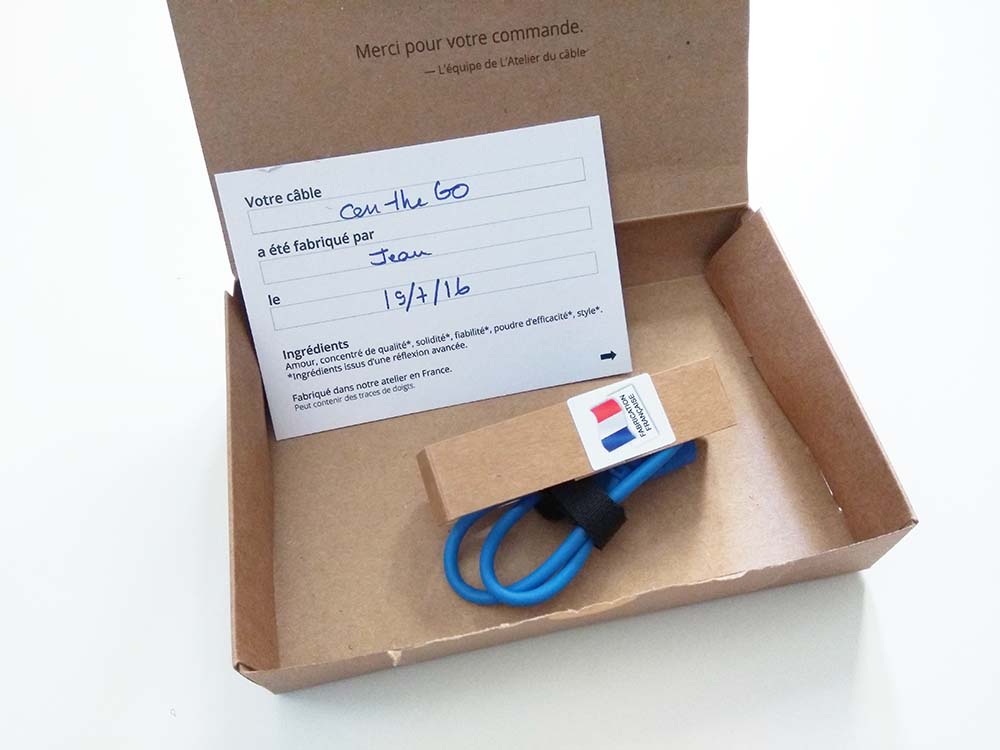 Merci pour votre commande.
— L'équipe de L'Atelier du câble
Votre câble
on the Go
a été fabriqué par
Jean
le
19/7/16
Ingrédients
Amour, concentré de qualité*, solidité*, fiabilité*, poudre d'efficacité*, style*.
*Ingrédients issus d'une réflexion avancée.
Fabriqué dans notre atelier en France.
Peut contenir des traces de doigts.
FABRICATION
FRANÇAISE